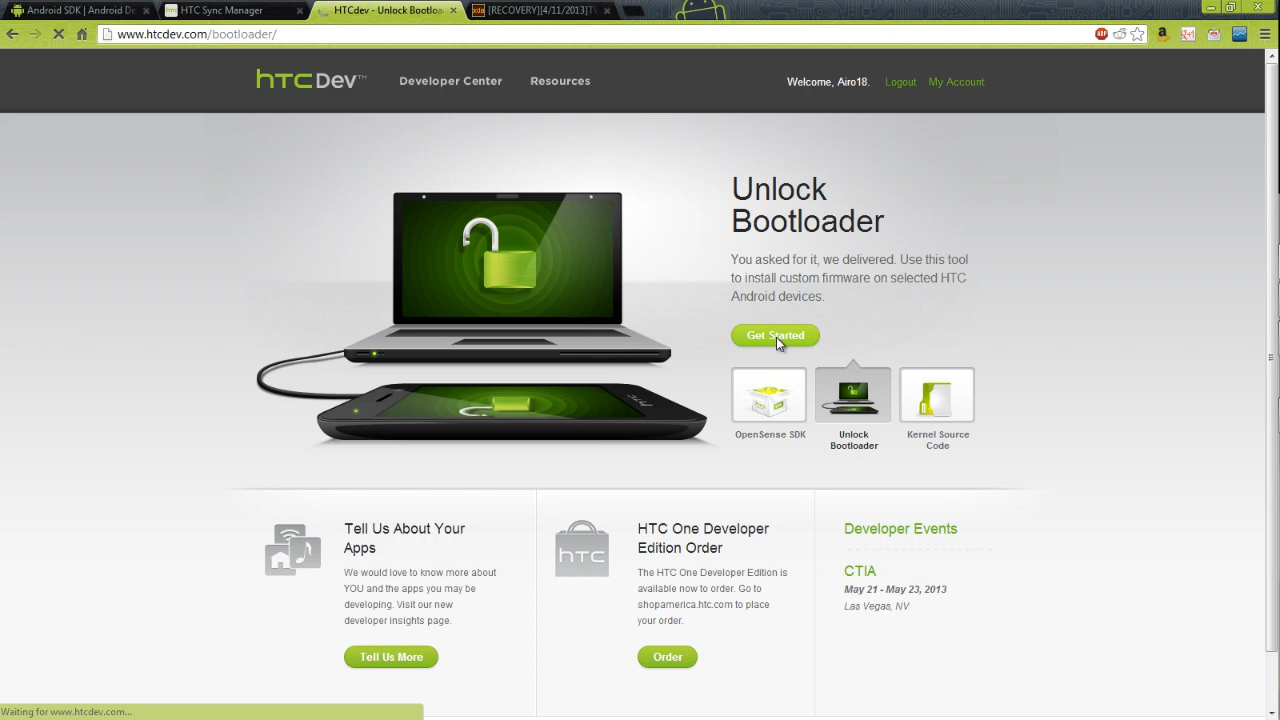 Android SDK | Android De
HTC Sync Manager
HTCdev - Unlock Bootloa
[RECOVERY][4/11/2013]TV
www.htcdev.com/bootloader/
htc Dev™
Developer Center
Resources
Welcome, Airo18.
Logout
My Account
Unlock
Bootloader
You asked for it, we delivered. Use this tool
to install custom firmware on selected HTC
Android devices.
Get Started
OpenSense SDK
Unlock
Bootloader
Kernel Source
Code
Tell Us About Your
Apps
We would love to know more about
YOU and the apps you may be
developing. Visit our new
developer insights page.
Tell Us More
htc
HTC One Developer
Edition Order
The HTC One Developer Edition is
available now to order. Go to
shopamerica.htc.com to place
your order.
Order
Developer Events
CTIA
May 21 - May 23, 2013
Las Vegas, NV
Waiting for www.htcdev.com...